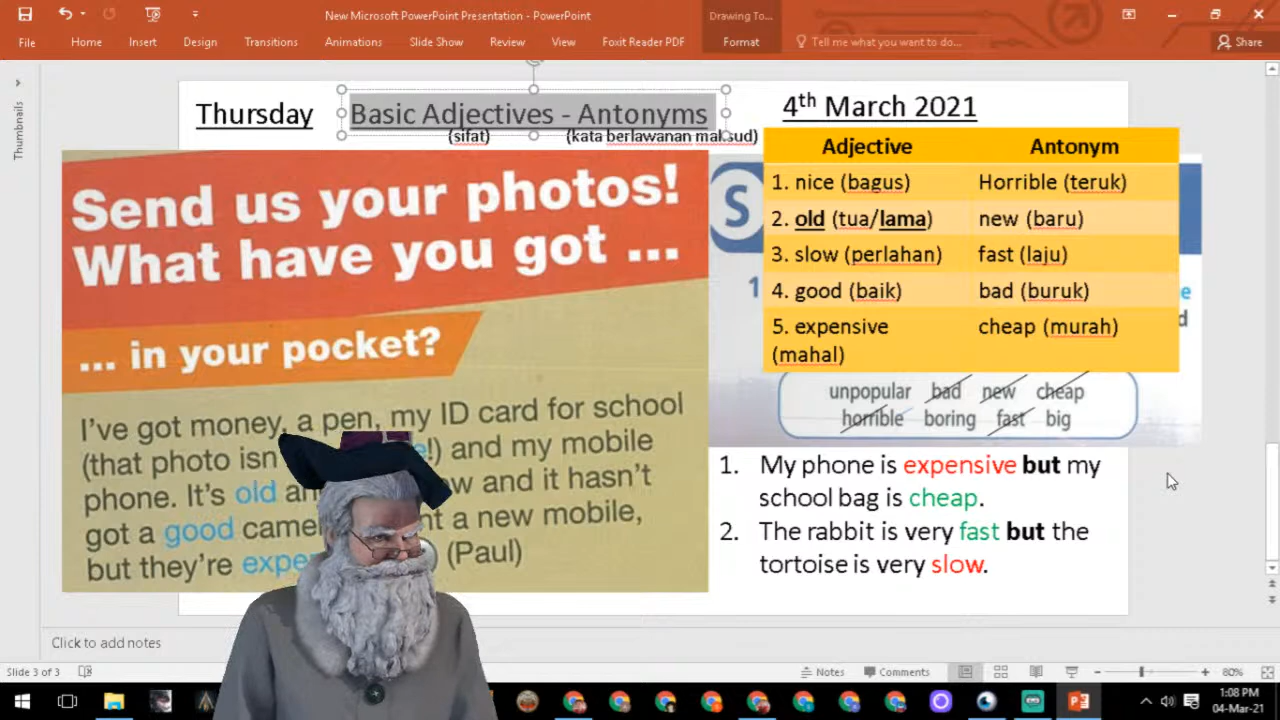 New Microsoft PowerPoint Presentation - PowerPoint
Drawing To...
File Home Insert Design Transitions Animations Slide Show Review View Foxit Reader PDF Format Tell me what you want to do... Share
Thumbnails
Thursday Basic Adjectives - Antonyms 4th March 2021
(sifat) (kata berlawanan maksud)
Send us your photos!
What have you got ...
... in your pocket?
I've got money, a pen, my ID card for school
(that photo isn !) and my mobile
phone. It's old and it hasn't
got a good a new mobile,
but they're (Paul)
S
Adjective Antonym
1. nice (bagus) Horrible (teruk)
2. old (tua/lama) new (baru)
3. slow (perlahan) fast (laju)
4. good (baik) bad (buruk)
5. expensive cheap (murah)
(mahal)
1
unpopular bad new cheap
horrible boring fast big
1. My phone is expensive but my
school bag is cheap.
2. The rabbit is very fast but the
tortoise is very slow.
Click to add notes
Slide 3 of 3 Notes Comments 80%
1:08 PM
04-Mar-21